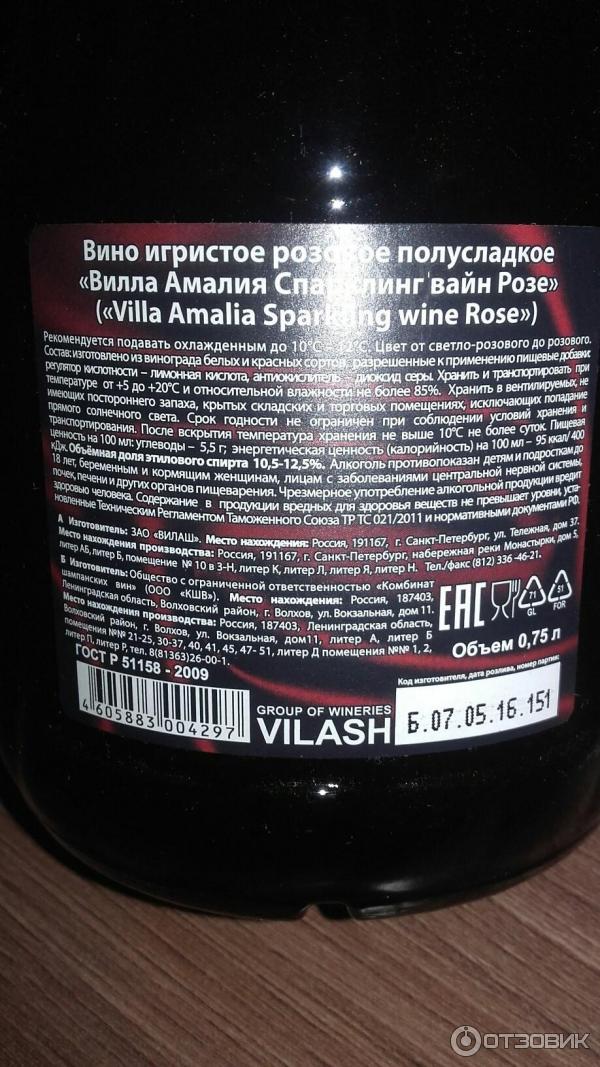 Вино игристое розовое полусладкое
«Вилла Амалия Спарклинг вайн Розе»
(«Villa Amalia Sparkling wine Rose»)
Рекомендуется подавать охлажденным до 10°С - 12°С. Цвет от светло-розового до розового.
Состав: изготовлено из винограда белых и красных сортов, разрешенные к применению пищевые добавки:
регулятор кислотности – лимонная кислота, антиокислитель – диоксид серы. Хранить и транспортировать при
температуре от +5 до +20°С и относительной влажности не более 85%. Хранить в вентилируемых, не
имеющих постороннего запаха, крытых складских и торговых помещениях, исключающих попадание
прямого солнечного света. Срок годности не ограничен при соблюдении условий хранения и
транспортирования. После вскрытия температура хранения не выше 10°С не более суток. Пищевая
ценность на 100 мл: углеводы – 5,5 г; энергетическая ценность (калорийность) на 100 мл – 95 ккал/ 400
кДж. Объёмная доля этилового спирта 10,5-12,5%. Алкоголь противопоказан детям и подросткам до
18 лет, беременным и кормящим женщинам, лицам с заболеваниями центральной нервной системы,
почек, печени и других органов пищеварения. Чрезмерное употребление алкогольной продукции вредит
здоровью человека. Содержание в продукции вредных для здоровья веществ не превышает уровни, уста-
новленные Техническим Регламентом Таможенного Союза ТР ТС 021/2011 и нормативными документами РФ.
А Изготовитель: ЗАО «ВИЛАШ». Место нахождения: Россия, 191167, г. Санкт-Петербург, ул. Тележная, дом 37.
Место нахождения производства: Россия, 191167, г. Санкт-Петербург, набережная реки Монастырки, дом 5,
литер АБ, литер Б, помещение № 10 в 3-Н, литер К, литер Л, литер Я, литер Н. Тел./факс (812) 336-46-21.
Б Изготовитель: Общество с ограниченной ответственностью «Комбинат
шампанских вин» (ООО «КШВ»). Место нахождения: Россия, 187403,
Ленинградская область, Волховский район, г. Волхов, ул. Вокзальная, дом 11.
Место нахождения производства: Россия, 187403, Ленинградская область,
Волховский район, г. Волхов, ул. Вокзальная, дом11, литер А, литер Б
помещения №№ 21-25, 30-37, 40, 41, 45, 47-51, литер Д помещения №№ 1, 2,
литер П, литер Р, тел. 8(81363)26-00-1.
EAC
71
GL
51
FOR
Объем 0,75 л
ГОСТ Р 51158 - 2009
4 605883 004297
GROUP OF WINERIES
VILASH
Код изготовителя, дата розлива, номер партии:
Б.07.05.16.151
ОТЗОВИК